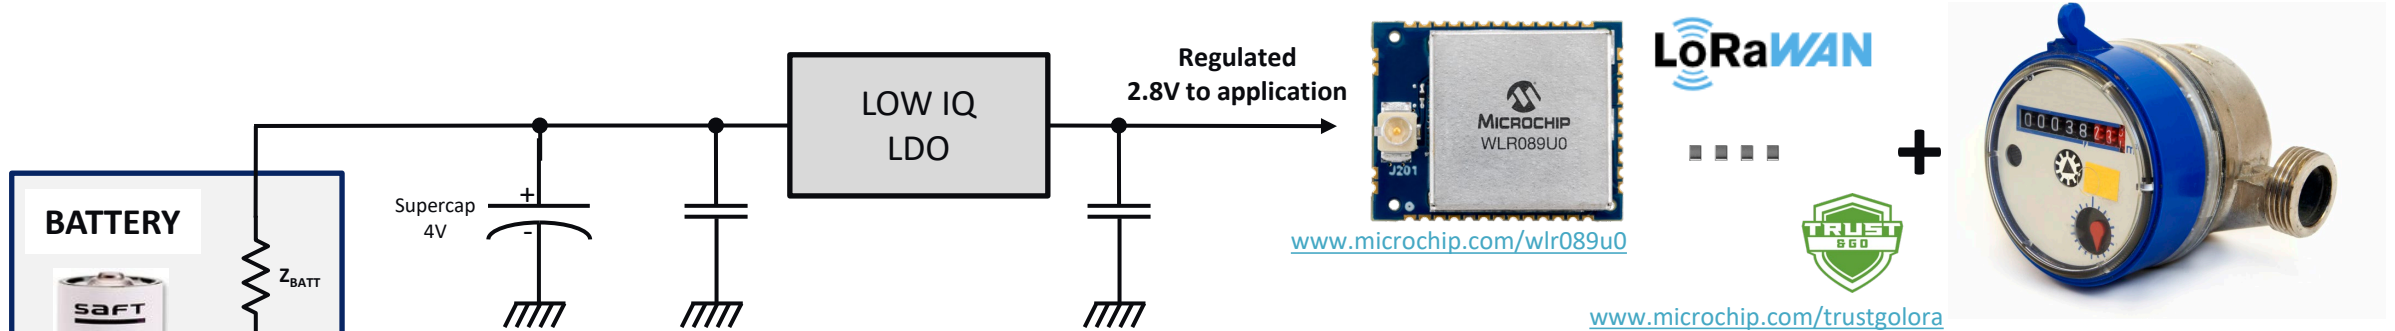 BATTERY
saft
Z_BATT
Supercap
4V
+
-
LOW IQ
LDO
Regulated
2.8V to application
MICROCHIP
WLR089U0
J201
www.microchip.com/wlr089u0
LoRaWAN
TRUST
&GO
www.microchip.com/trustgolora
+
00038